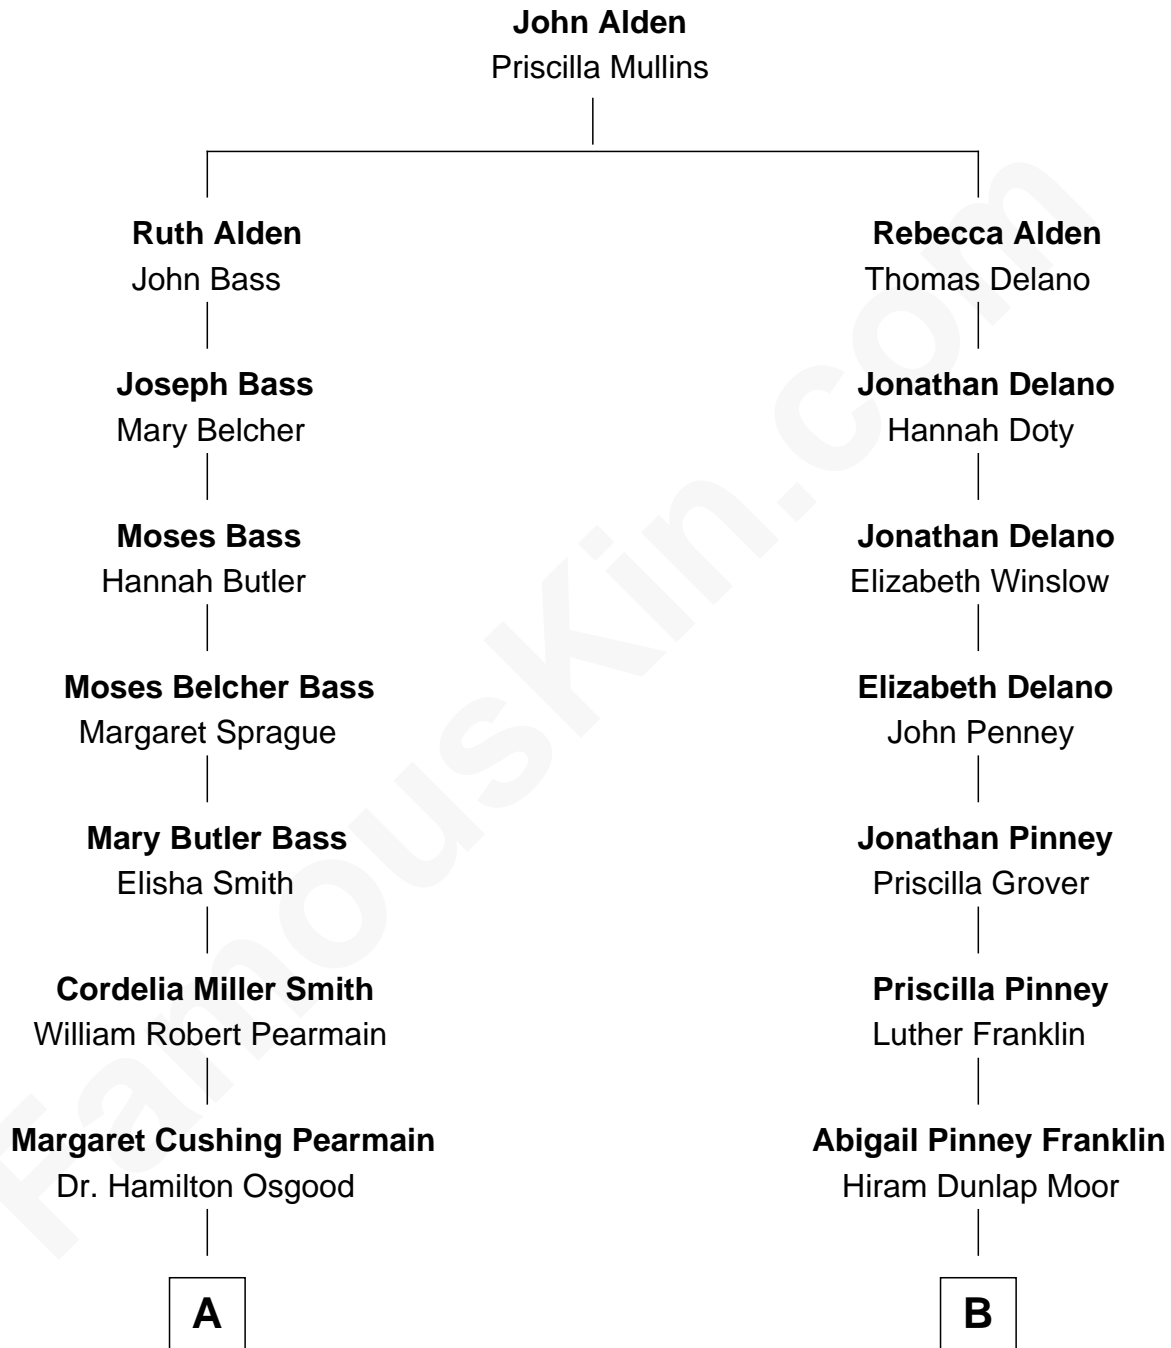 John Alden
Priscilla Mullins
Ruth Alden
John Bass
Rebecca Alden
Thomas Delano
Joseph Bass
Mary Belcher
Jonathan Delano
Hannah Doty
Moses Bass
Hannah Butler
Jonathan Delano
Elizabeth Winslow
Moses Belcher Bass
Margaret Sprague
Elizabeth Delano
John Penney
Mary Butler Bass
Elisha Smith
Jonathan Pinney
Priscilla Grover
Cordelia Miller Smith
William Robert Pearmain
Priscilla Pinney
Luther Franklin
Margaret Cushing Pearmain
Dr. Hamilton Osgood
Abigail Pinney Franklin
Hiram Dunlap Moor
A
B
FamousKin.com